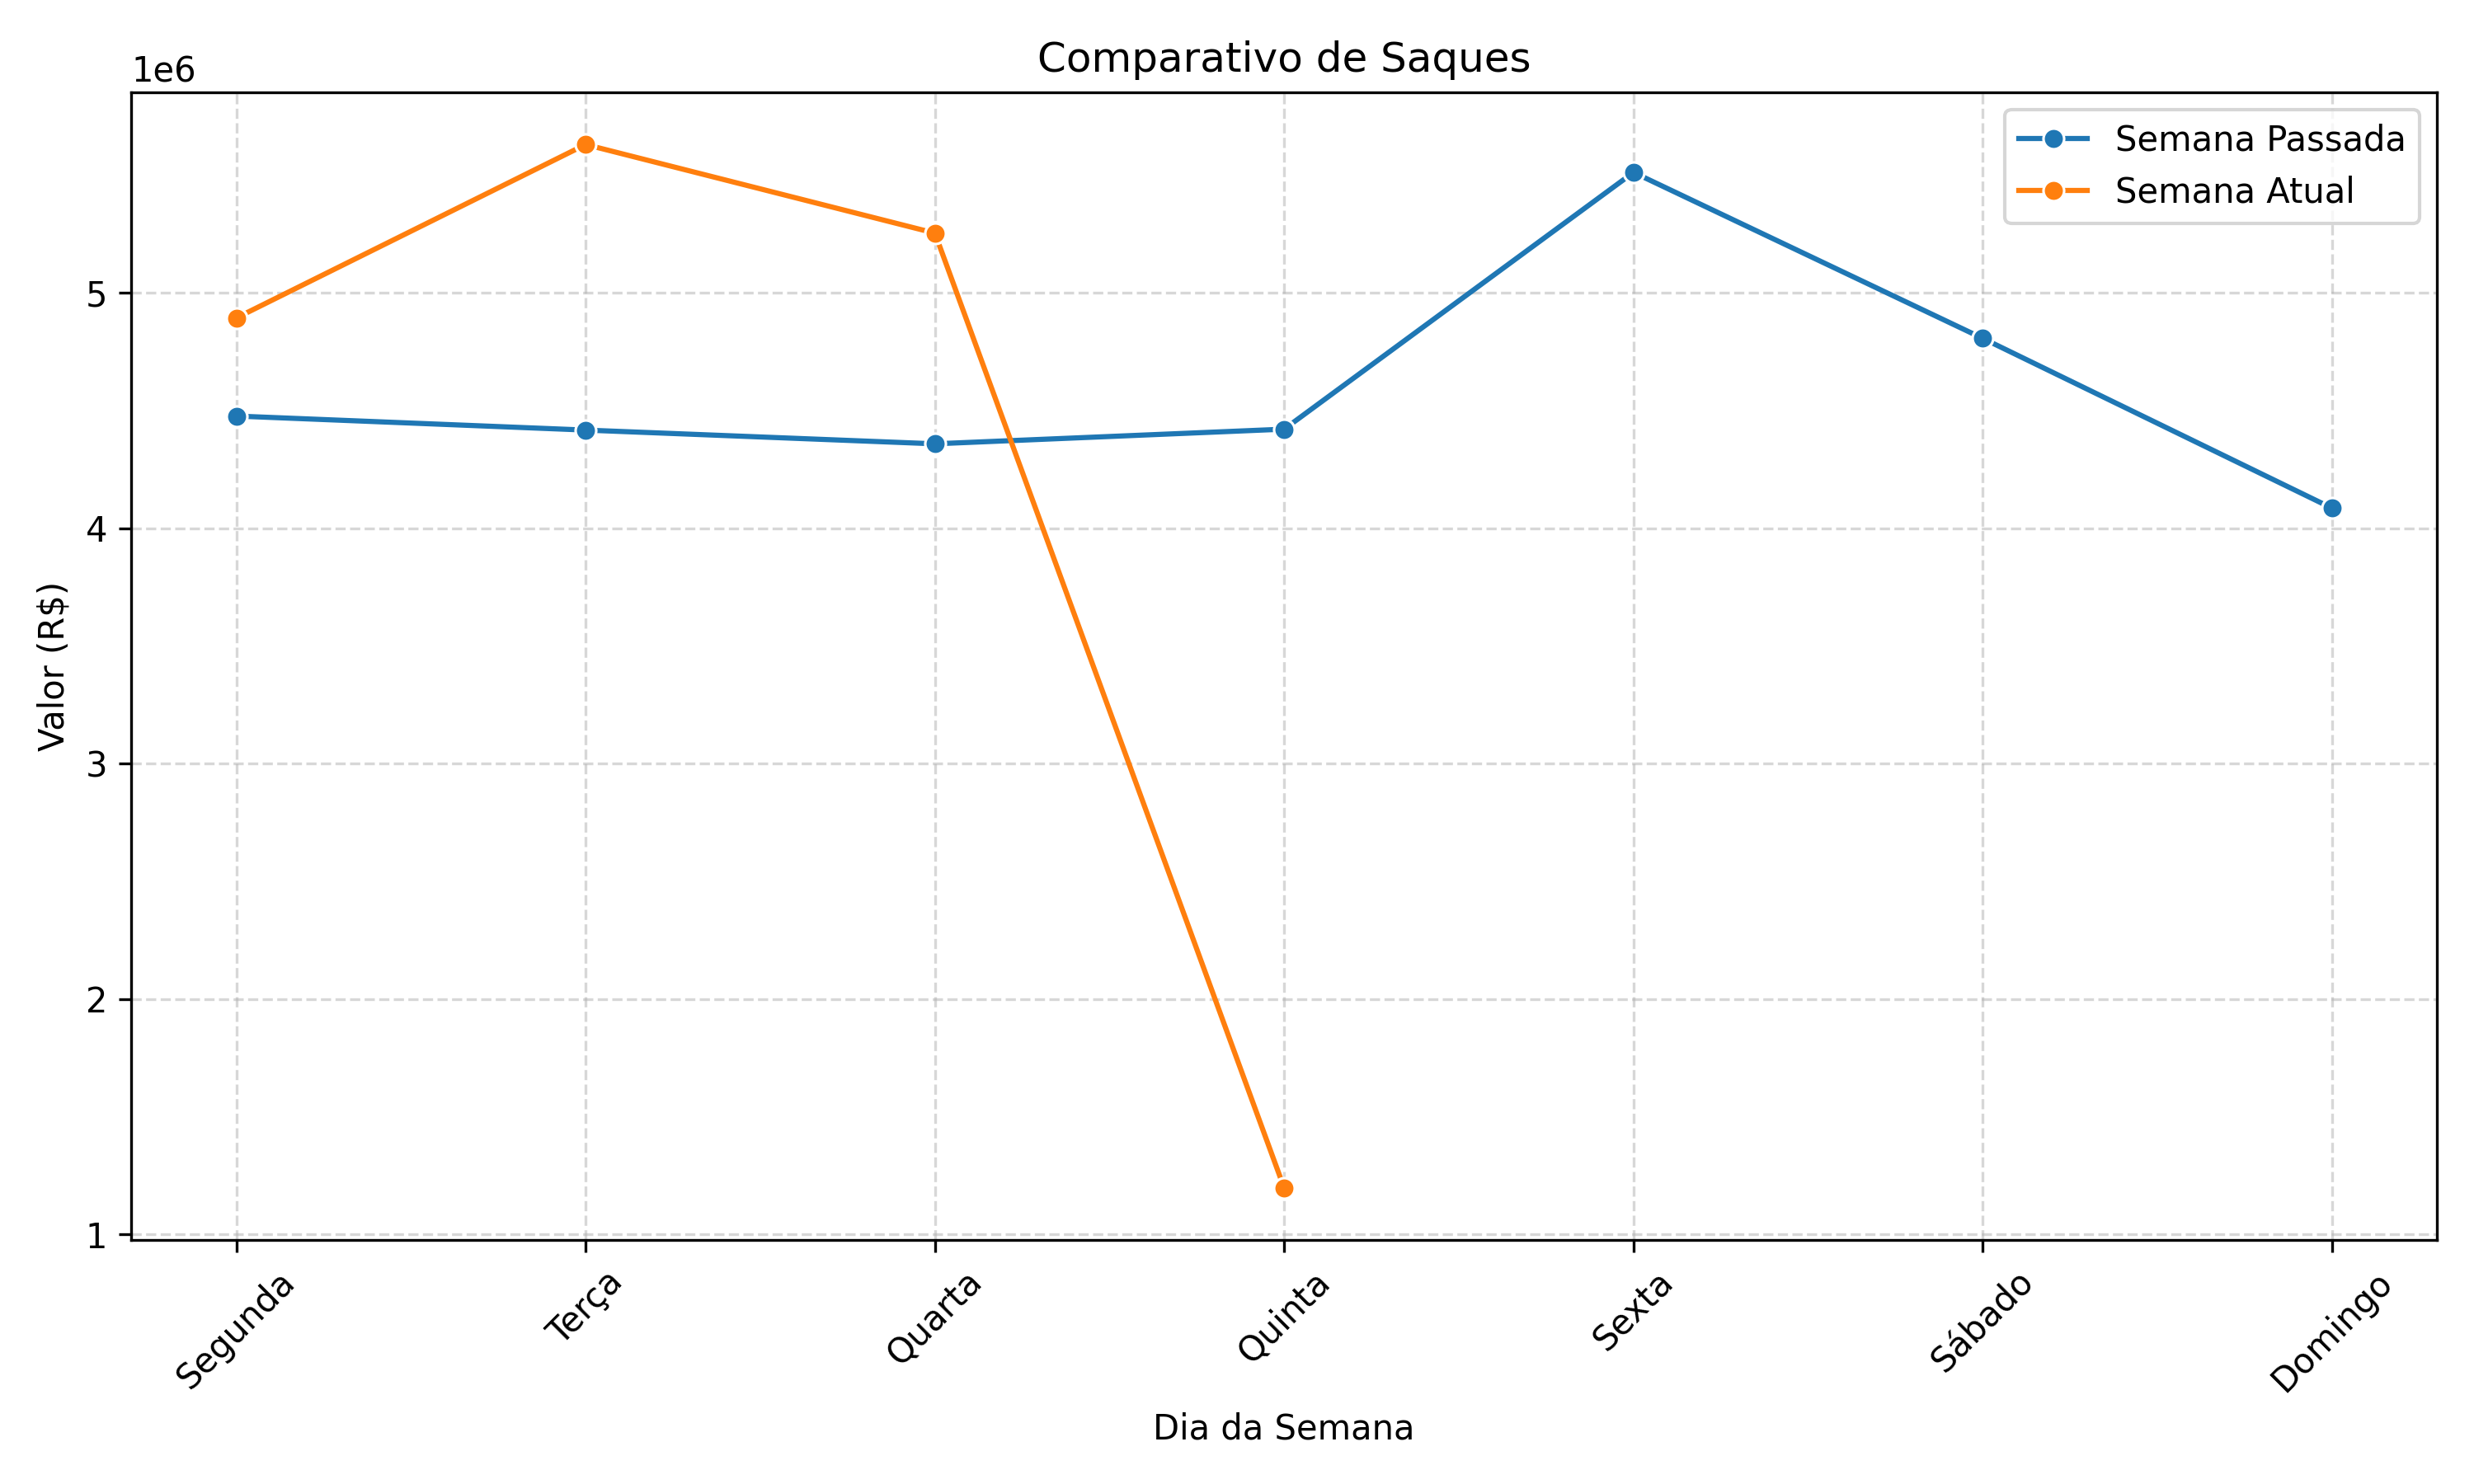 Comparativo de Saques
1e6
Semana Passada
Semana Atual
5
4
3
2
1
Valor (R$)
Segunda
Terça
Quarta
Quinta
Sexta
Sábado
Domingo
Dia da Semana